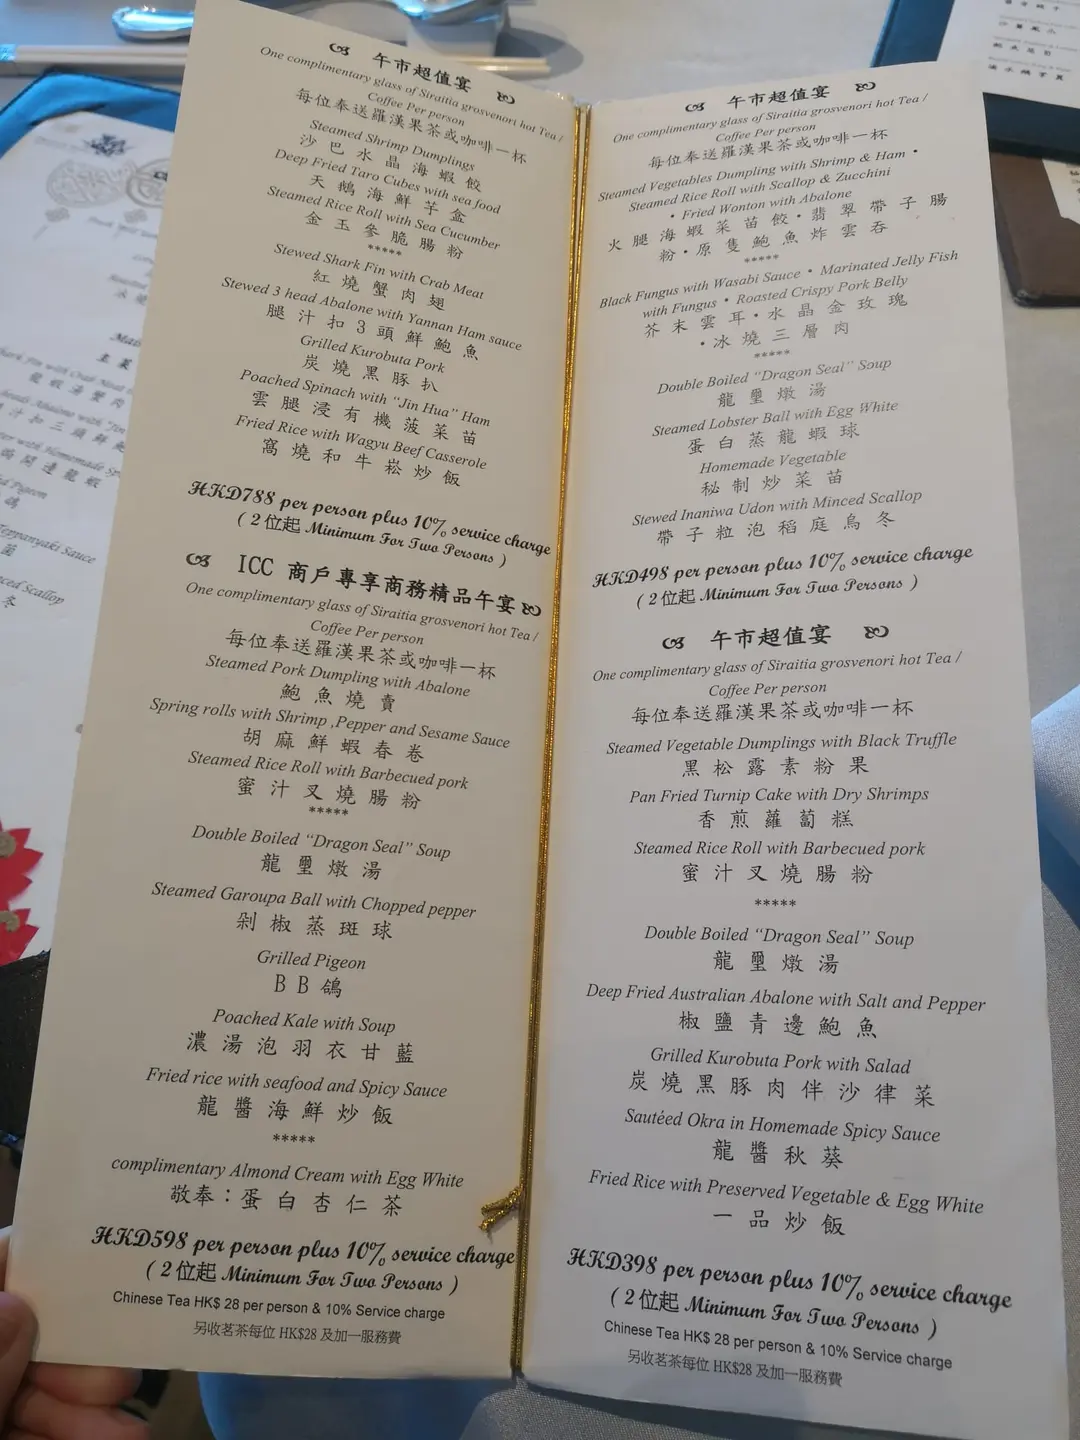 午市超值宴
One complimentary glass of Siraitia grosvenori hot Tea /
Coffee Per person
每位奉送羅漢果茶或咖啡一杯
Steamed Shrimp Dumplings
沙巴水晶海蝦餃
Deep Fried Taro Cubes with sea food
天鵝海鮮芋盒
Steamed Rice Roll with Sea Cucumber
金玉參脆腸粉
*****
Stewed Shark Fin with Crab Meat
紅燒蟹肉翅
Stewed 3 head Abalone with Yannan Ham sauce
腿汁扣3頭鮮鮑魚
Grilled Kurobuta Pork
炭燒黑豚扒
Poached Spinach with “Jin Hua” Ham
雲腿浸有機菠菜苗
Fried Rice with Wagyu Beef Casserole
窩燒和牛崧炒飯
HKD788 per person plus 10% service charge
( 2位起 Minimum For Two Persons )
ICC 商戶專享商務精品午宴
One complimentary glass of Siraitia grosvenori hot Tea /
Coffee Per person
每位奉送羅漢果茶或咖啡一杯
Steamed Pork Dumpling with Abalone
鮑魚燒賣
Spring rolls with Shrimp ,Pepper and Sesame Sauce
胡麻鮮蝦春卷
Steamed Rice Roll with Barbecued pork
蜜汁叉燒腸粉
*****
Double Boiled “Dragon Seal” Soup
龍璽燉湯
Steamed Garoupa Ball with Chopped pepper
剁椒蒸斑球
Grilled Pigeon
BB鴿
Poached Kale with Soup
濃湯泡羽衣甘藍
Fried rice with seafood and Spicy Sauce
龍醬海鮮炒飯
*****
complimentary Almond Cream with Egg White
敬奉：蛋白杏仁茶
HKD598 per person plus 10% service charge
( 2位起 Minimum For Two Persons )
Chinese Tea HK$ 28 per person & 10% Service charge
另收茗茶每位 HK$28 及加一服務費
午市超值宴
One complimentary glass of Siraitia grosvenori hot Tea /
Coffee Per person
每位奉送羅漢果茶或咖啡一杯
Steamed Vegetables Dumpling with Shrimp & Ham •
Steamed Rice Roll with Scallop & Zucchini
• Fried Wonton with Abalone
火腿海蝦菜苗餃•翡翠帶子腸
粉•原隻鮑魚炸雲吞
*****
Black Fungus with Wasabi Sauce • Marinated Jelly Fish
with Fungus • Roasted Crispy Pork Belly
芥末雲耳•水晶金玫瑰
•冰燒三層肉
*****
Double Boiled “Dragon Seal” Soup
龍璽燉湯
Steamed Lobster Ball with Egg White
蛋白蒸龍蝦球
Homemade Vegetable
秘制炒菜苗
Stewed Inaniwa Udon with Minced Scallop
帶子粒泡稻庭烏冬
HKD498 per person plus 10% service charge
( 2位起 Minimum For Two Persons )
午市超值宴
One complimentary glass of Siraitia grosvenori hot Tea /
Coffee Per person
每位奉送羅漢果茶或咖啡一杯
Steamed Vegetable Dumplings with Black Truffle
黑松露素粉果
Pan Fried Turnip Cake with Dry Shrimps
香煎蘿蔔糕
Steamed Rice Roll with Barbecued pork
蜜汁叉燒腸粉
*****
Double Boiled “Dragon Seal” Soup
龍璽燉湯
Deep Fried Australian Abalone with Salt and Pepper
椒鹽青邊鮑魚
Grilled Kurobuta Pork with Salad
炭燒黑豚肉伴沙律菜
Sautéed Okra in Homemade Spicy Sauce
龍醬秋葵
Fried Rice with Preserved Vegetable & Egg White
一品炒飯
HKD398 per person plus 10% service charge
( 2位起 Minimum For Two Persons )
Chinese Tea HK$ 28 per person & 10% Service charge
另收茗茶每位 HK$28 及加一服務費